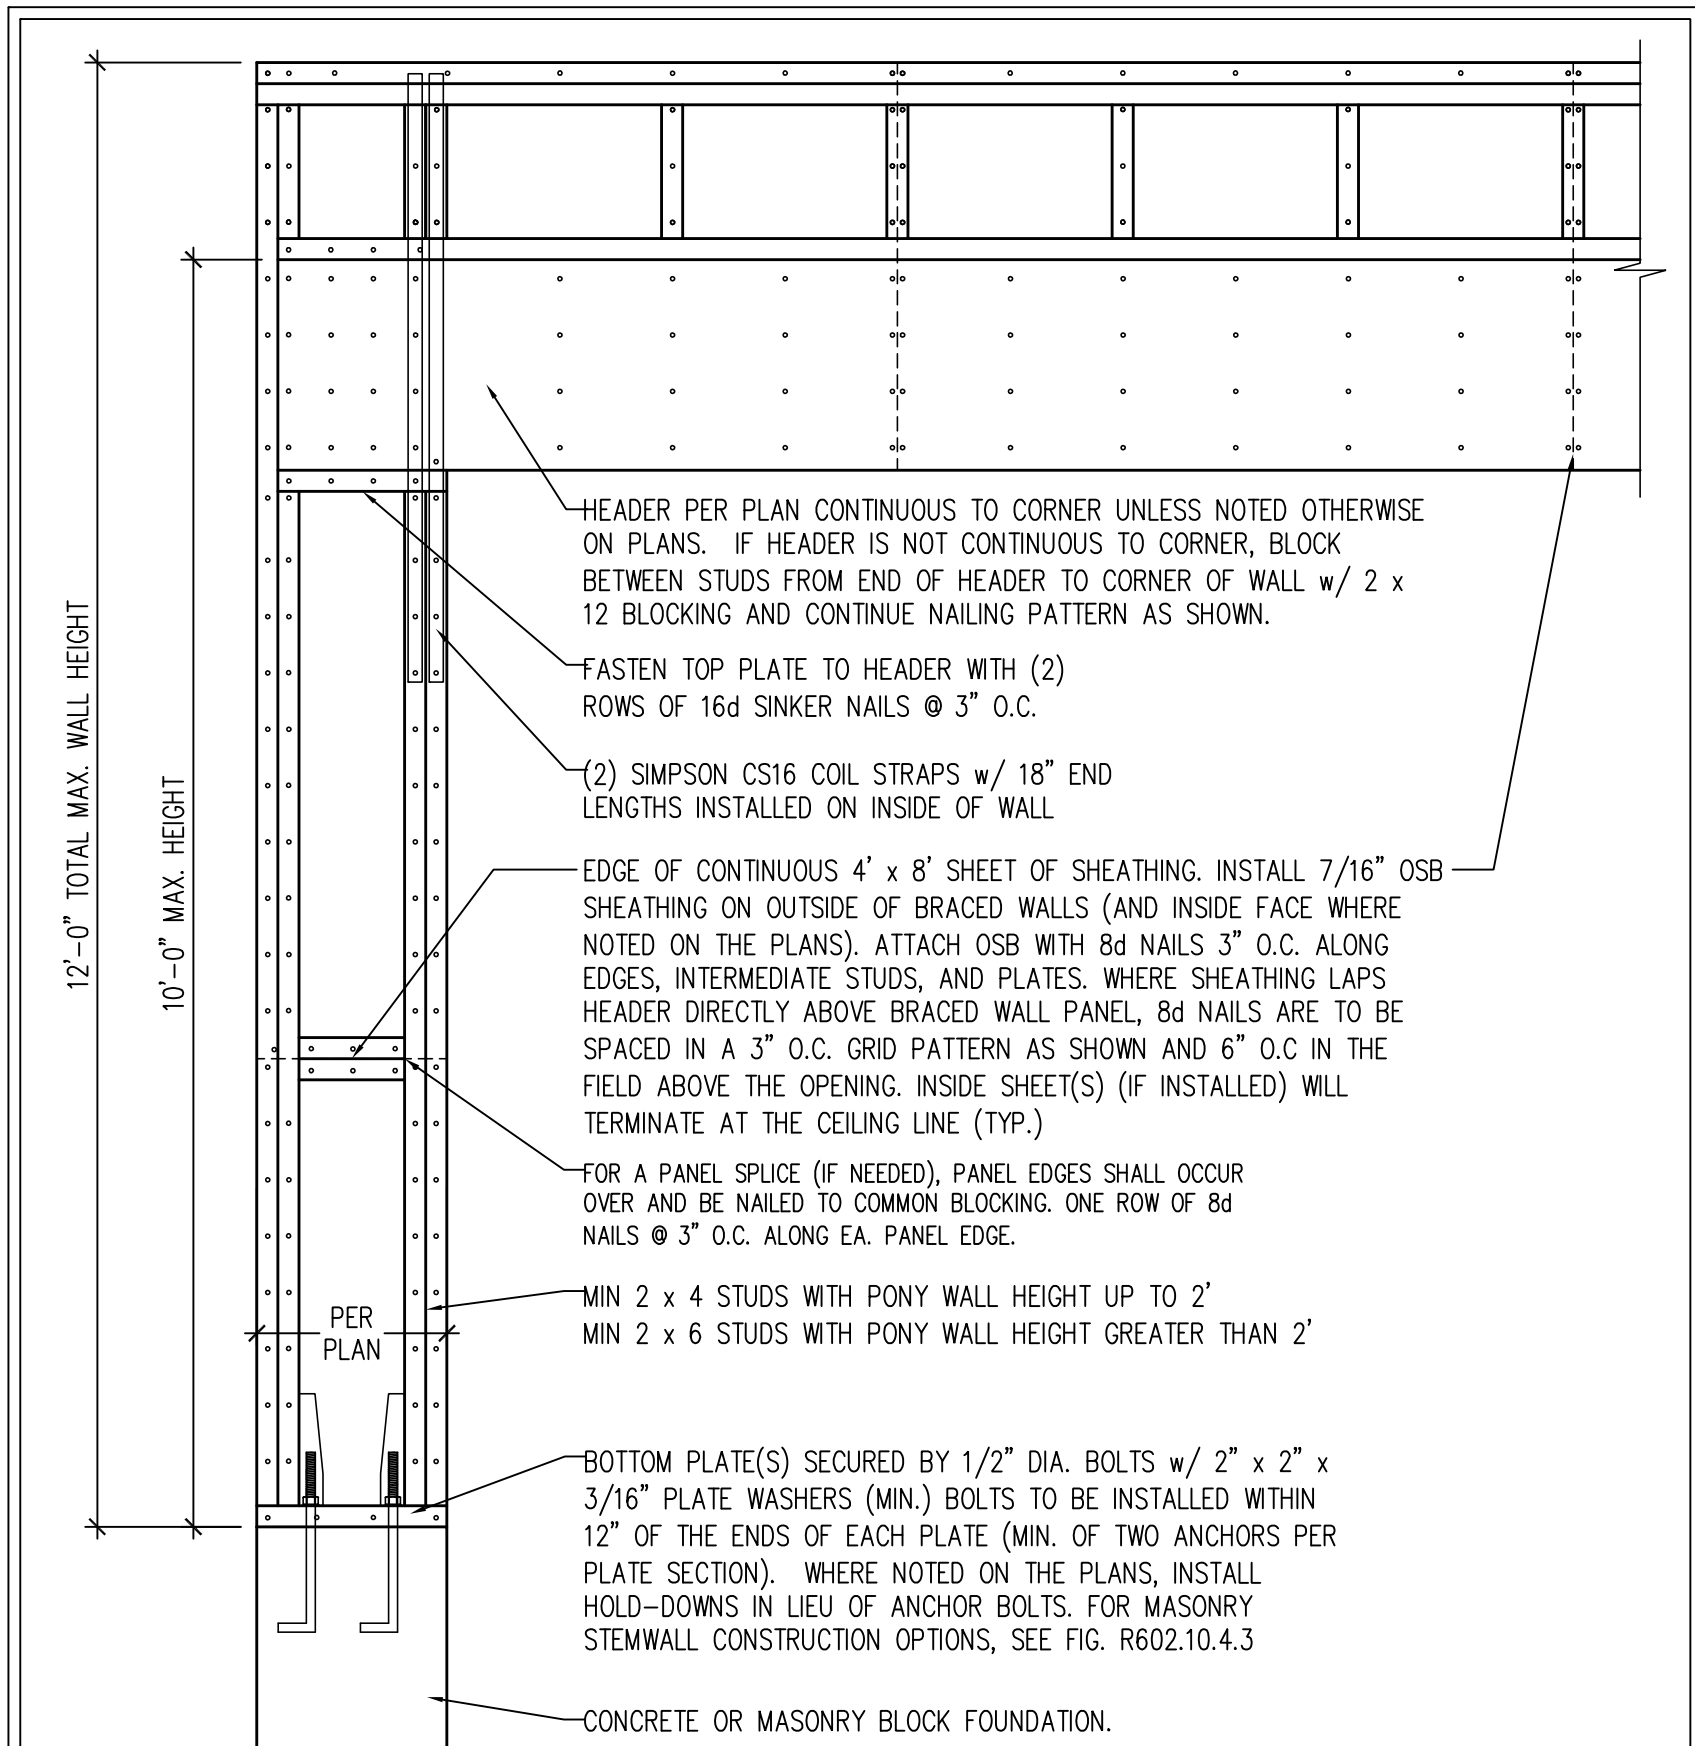 HEADER PER PLAN CONTINUOUS TO CORNER UNLESS NOTED OTHERWISE
ON PLANS. IF HEADER IS NOT CONTINUOUS TO CORNER, BLOCK
BETWEEN STUDS FROM END OF HEADER TO CORNER OF WALL w/ 2 x
12 BLOCKING AND CONTINUE NAILING PATTERN AS SHOWN.
FASTEN TOP PLATE TO HEADER WITH (2)
ROWS OF 16d SINKER NAILS @ 3" O.C.
(2) SIMPSON CS16 COIL STRAPS w/ 18" END
LENGTHS INSTALLED ON INSIDE OF WALL
12'-0" TOTAL MAX. WALL HEIGHT
10'-0" MAX. HEIGHT
EDGE OF CONTINUOUS 4' x 8' SHEET OF SHEATHING. INSTALL 7/16" OSB
SHEATHING ON OUTSIDE OF BRACED WALLS (AND INSIDE FACE WHERE
NOTED ON THE PLANS). ATTACH OSB WITH 8d NAILS 3" O.C. ALONG
EDGES, INTERMEDIATE STUDS, AND PLATES. WHERE SHEATHING LAPS
HEADER DIRECTLY ABOVE BRACED WALL PANEL, 8d NAILS ARE TO BE
SPACED IN A 3" O.C. GRID PATTERN AS SHOWN AND 6" O.C IN THE
FIELD ABOVE THE OPENING. INSIDE SHEET(S) (IF INSTALLED) WILL
TERMINATE AT THE CEILING LINE (TYP.)
FOR A PANEL SPLICE (IF NEEDED), PANEL EDGES SHALL OCCUR
OVER AND BE NAILED TO COMMON BLOCKING. ONE ROW OF 8d
NAILS @ 3" O.C. ALONG EA. PANEL EDGE.
MIN 2 x 4 STUDS WITH PONY WALL HEIGHT UP TO 2'
MIN 2 x 6 STUDS WITH PONY WALL HEIGHT GREATER THAN 2'
PER
PLAN
BOTTOM PLATE(S) SECURED BY 1/2" DIA. BOLTS w/ 2" x 2" x
3/16" PLATE WASHERS (MIN.) BOLTS TO BE INSTALLED WITHIN
12" OF THE ENDS OF EACH PLATE (MIN. OF TWO ANCHORS PER
PLATE SECTION). WHERE NOTED ON THE PLANS, INSTALL
HOLD-DOWNS IN LIEU OF ANCHOR BOLTS. FOR MASONRY
STEMWALL CONSTRUCTION OPTIONS, SEE FIG. R602.10.4.3
CONCRETE OR MASONRY BLOCK FOUNDATION.